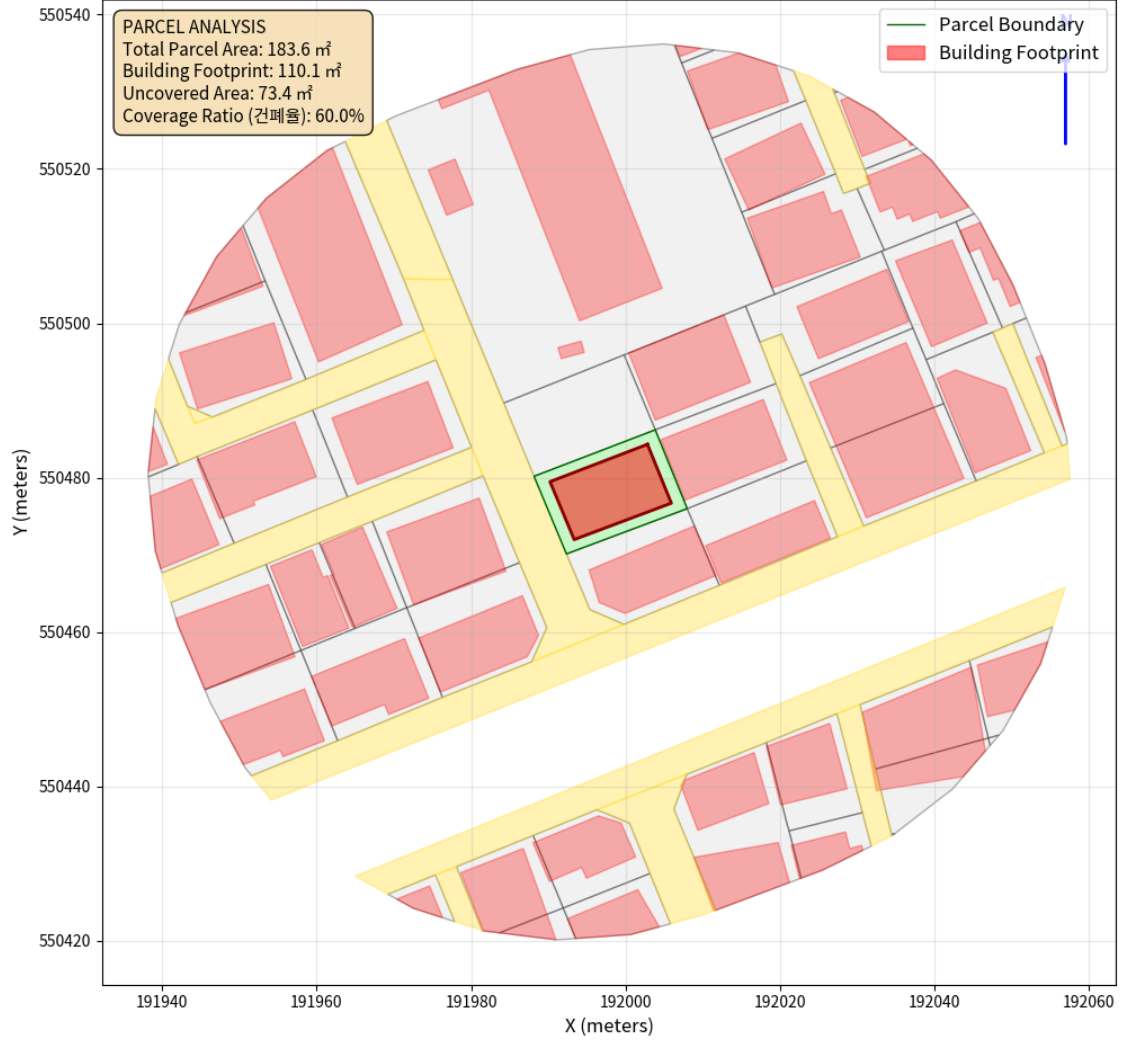 PARCEL ANALYSIS
Total Parcel Area: 183.6 ㎡
Building Footprint: 110.1 ㎡
Uncovered Area: 73.4 ㎡
Coverage Ratio (건폐율): 60.0%
Parcel Boundary
Building Footprint
N
550540
550520
550500
550480
550460
550440
550420
Y (meters)
191940
191960
191980
192000
192020
192040
192060
X (meters)